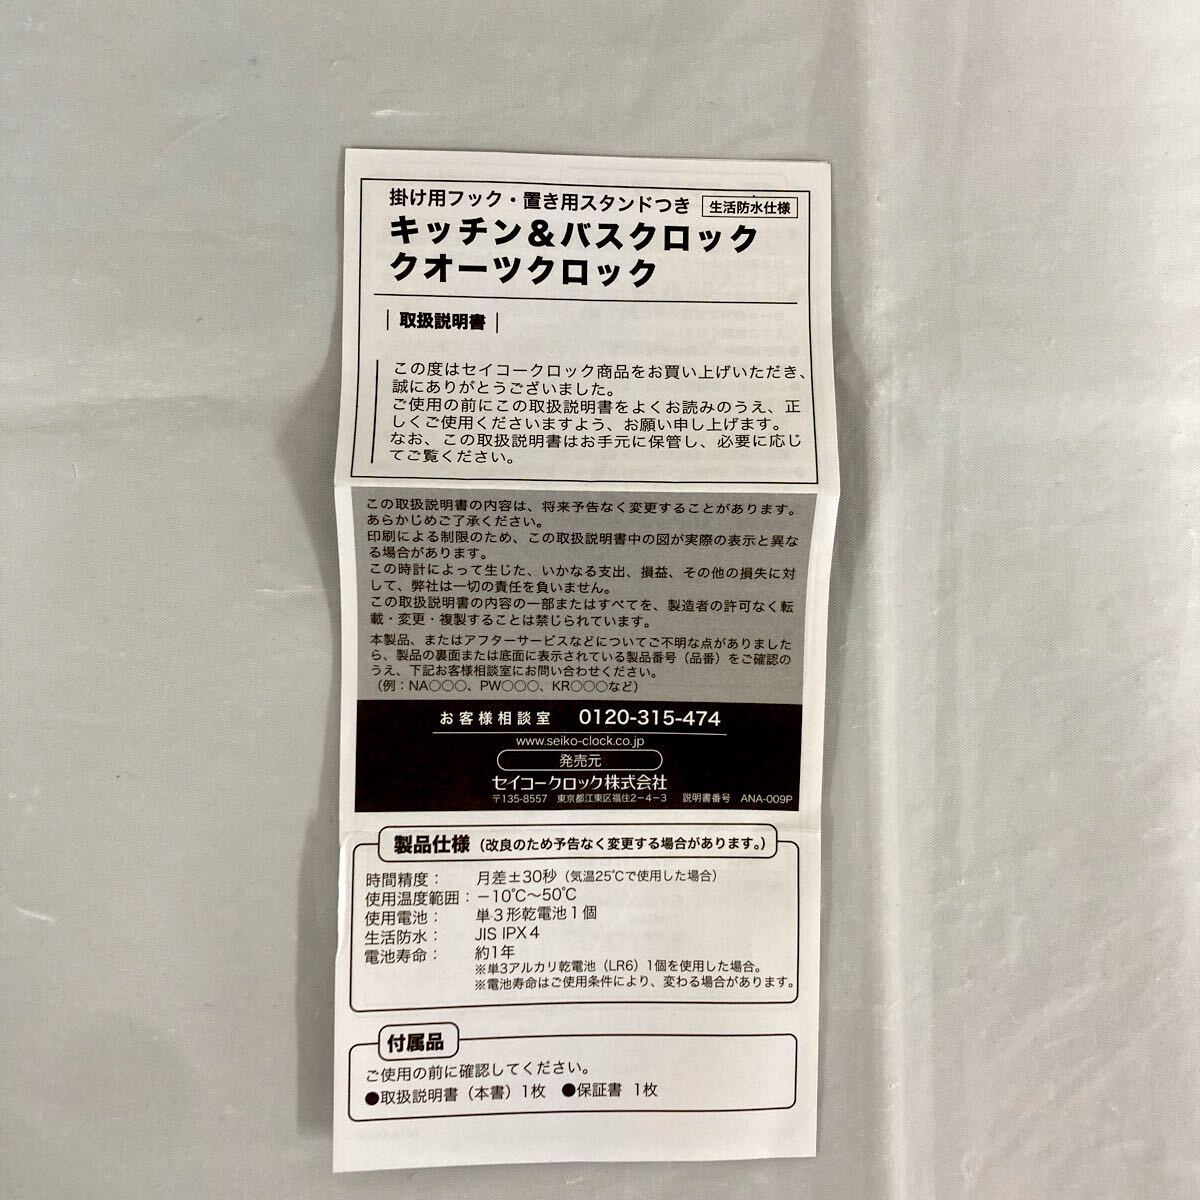 掛け用フック・置き用スタンドつき 生活防水仕様
キッチン&バスクロック
クオーツクロック
取扱説明書
この度はセイコークロック商品をお買い上げいただき、
誠にありがとうございました。
ご使用の前にこの取扱説明書をよくお読みのうえ、正
しくご使用くださいますよう、お願い申し上げます。
なお、この取扱説明書はお手元に保管し、必要に応じ
てご覧ください。
この取扱説明書の内容は、将来予告なく変更することがあります。
あらかじめご了承ください。
印刷による制限のため、この取扱説明書中の図が実際の表示と異な
る場合があります。
この時計によって生じた、いかなる支出、損益、その他の損失に対
して、弊社は一切の責任を負いません。
この取扱説明書の内容の一部またはすべてを、製造者の許可なく転
載・変更・複製することは禁じられています。
本製品、またはアフターサービスなどについてご不明な点がありました
ら、製品の裏面または底面に表示されている製品番号（品番）をご確認の
うえ、下記お客様相談室にお問い合わせください。
（例：NA○○○、PW○○○、KR○○○など）
お客様相談室 0120-315-474
www.seiko-clock.co.jp
発売元
セイコークロック株式会社
〒135-8557 東京都江東区福住2-4-3 説明書番号 ANA-009P
製品仕様（改良のため予告なく変更する場合があります。）
時間精度： 月差±30秒（気温25℃で使用した場合）
使用温度範囲：－10℃～50℃
使用電池： 単3形乾電池1個
生活防水： JIS IPX4
電池寿命： 約1年
※単3アルカリ乾電池（LR6）1個を使用した場合。
※電池寿命はご使用条件により、変わる場合があります。
付属品
ご使用の前に確認してください。
●取扱説明書（本書）1枚 ●保証書 1枚